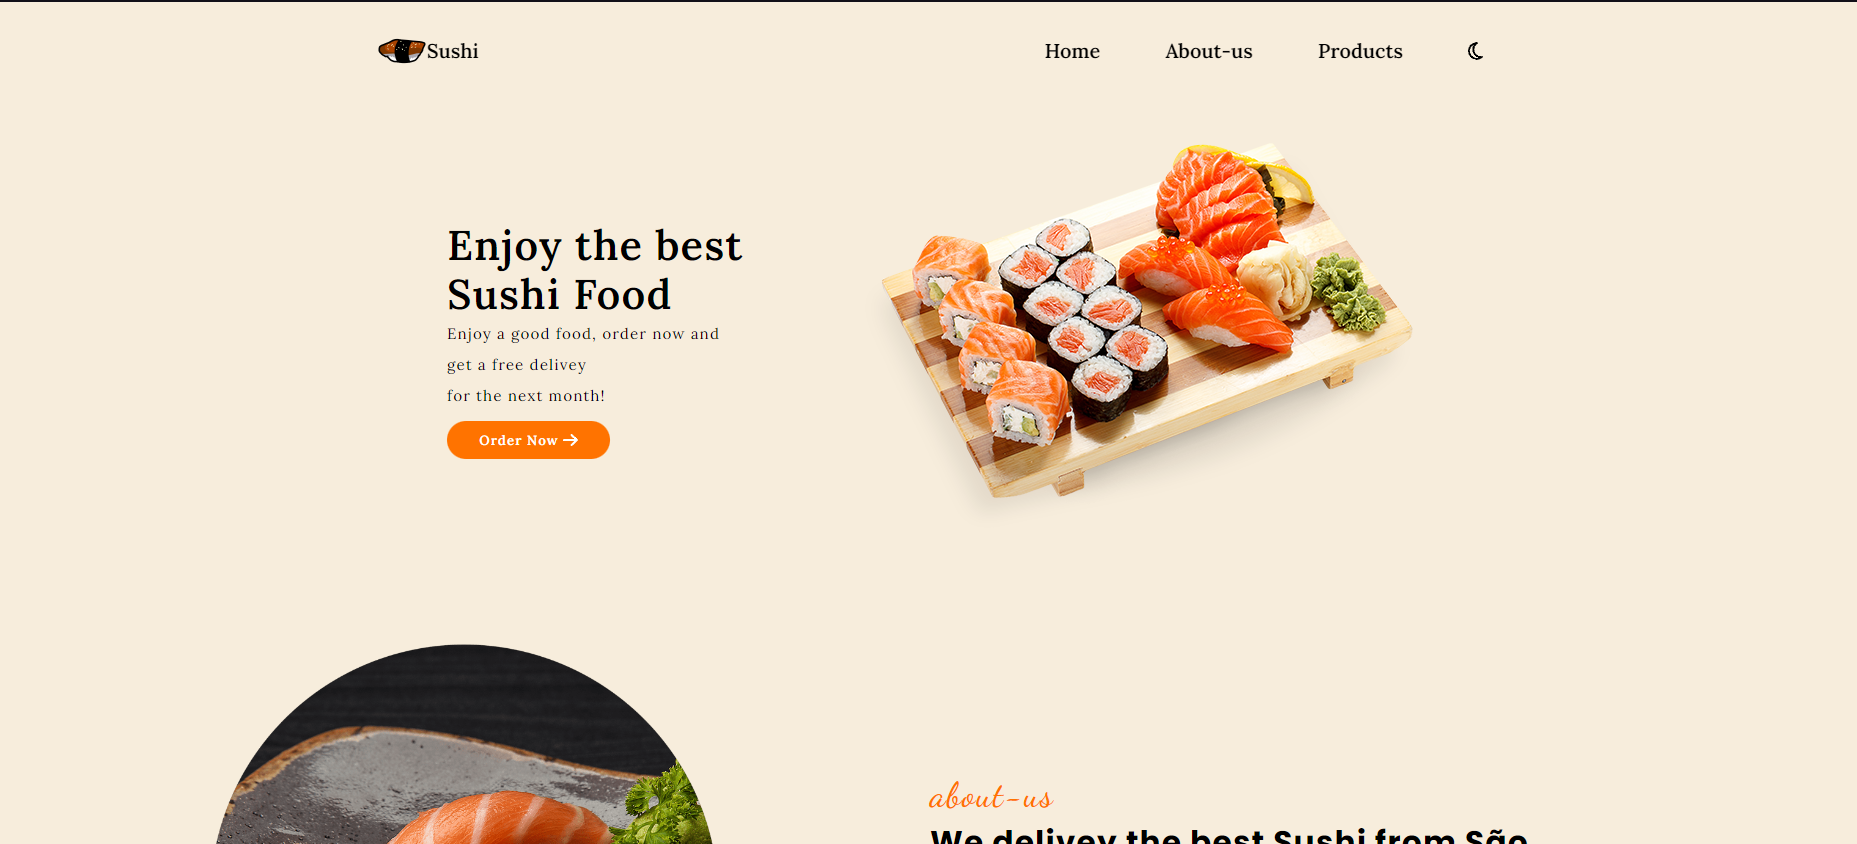 Sushi
Home
About-us
Products
Enjoy the best
Sushi Food
Enjoy a good food, order now and
get a free delivey
for the next month!
Order Now
about-us
We delivey the best Sushi from São